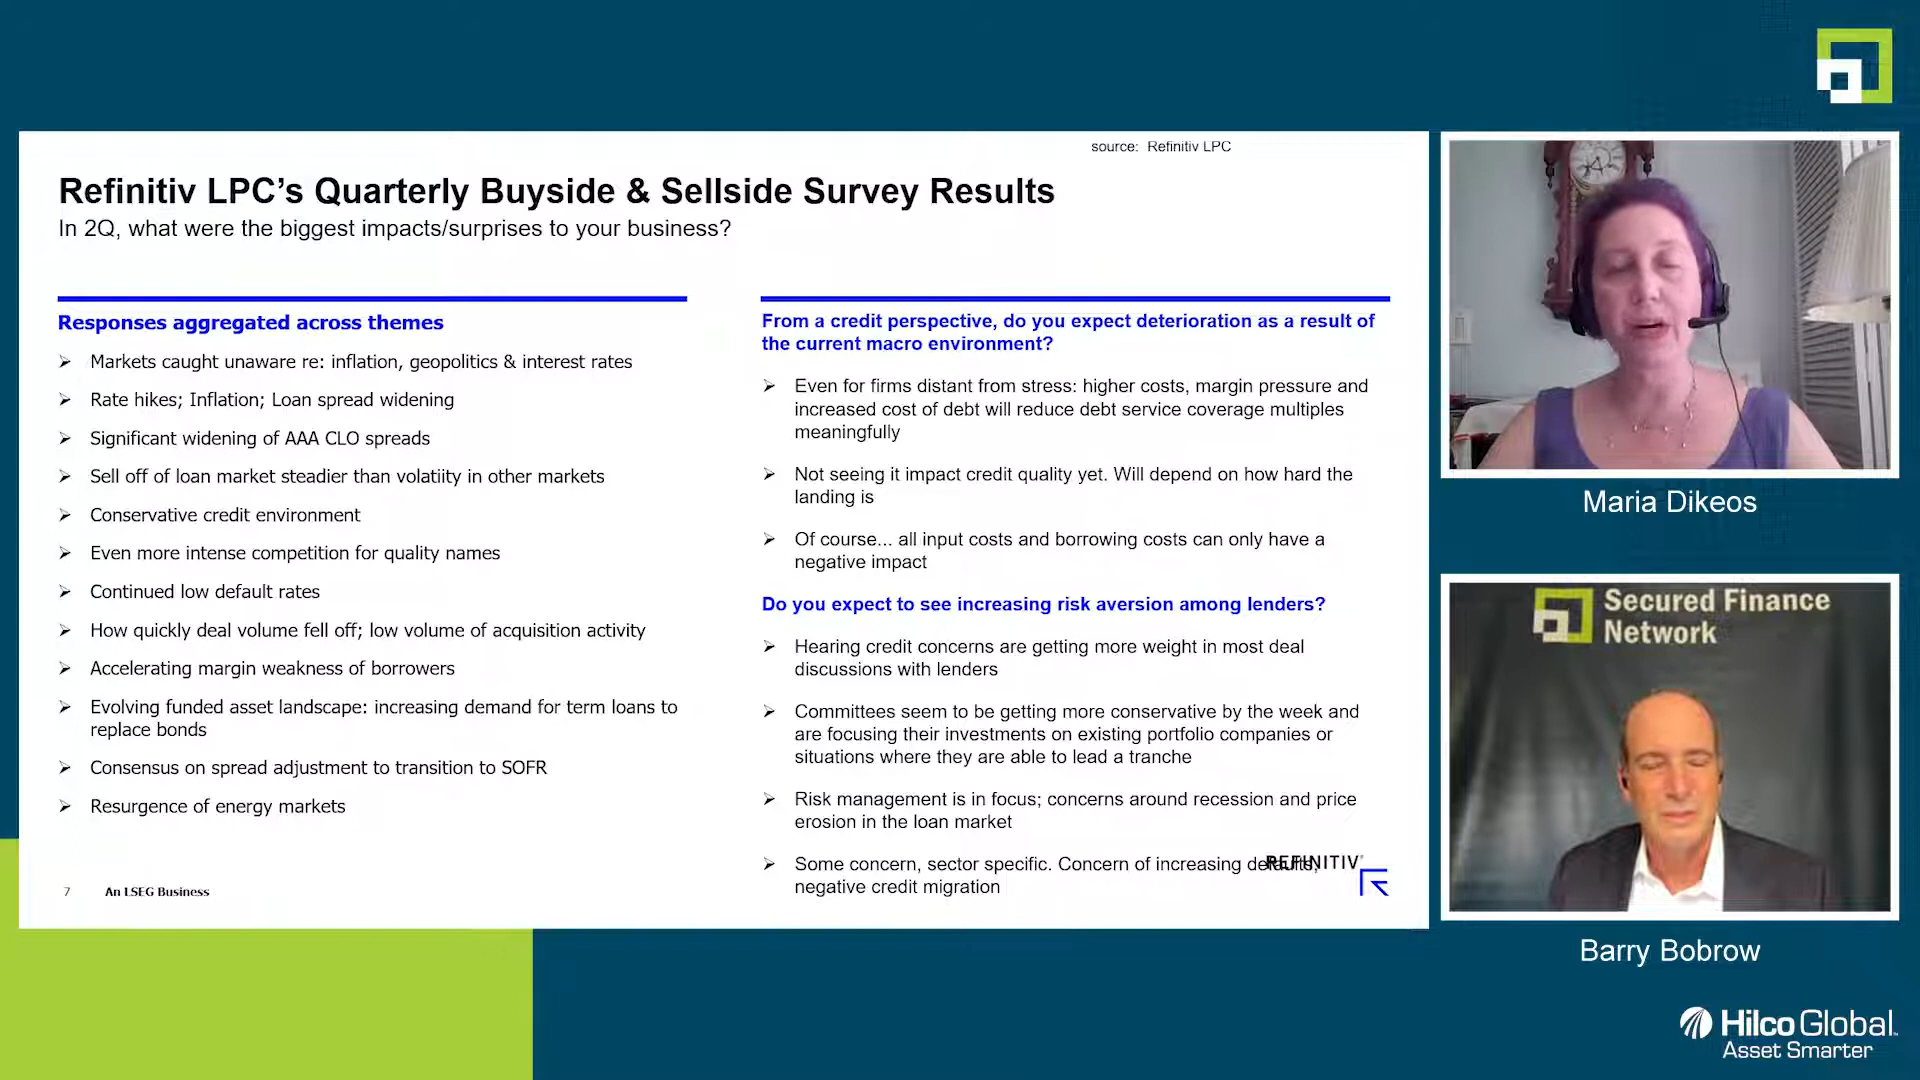 source: Refinitiv LPC
Refinitiv LPC's Quarterly Buyside & Sellside Survey Results
In 2Q, what were the biggest impacts/surprises to your business?
Responses aggregated across themes
➢ Markets caught unaware re: inflation, geopolitics & interest rates
➢ Rate hikes; Inflation; Loan spread widening
➢ Significant widening of AAA CLO spreads
➢ Sell off of loan market steadier than volatiity in other markets
➢ Conservative credit environment
➢ Even more intense competition for quality names
➢ Continued low default rates
➢ How quickly deal volume fell off; low volume of acquisition activity
➢ Accelerating margin weakness of borrowers
➢ Evolving funded asset landscape: increasing demand for term loans to
replace bonds
➢ Consensus on spread adjustment to transition to SOFR
➢ Resurgence of energy markets
7 An LSEG Business
From a credit perspective, do you expect deterioration as a result of
the current macro environment?
➢ Even for firms distant from stress: higher costs, margin pressure and
increased cost of debt will reduce debt service coverage multiples
meaningfully
➢ Not seeing it impact credit quality yet. Will depend on how hard the
landing is
➢ Of course... all input costs and borrowing costs can only have a
negative impact
Do you expect to see increasing risk aversion among lenders?
➢ Hearing credit concerns are getting more weight in most deal
discussions with lenders
➢ Committees seem to be getting more conservative by the week and
are focusing their investments on existing portfolio companies or
situations where they are able to lead a tranche
➢ Risk management is in focus; concerns around recession and price
erosion in the loan market
➢ Some concern, sector specific. Concern of increasing defaults,
negative credit migration
REFINITIV
Maria Dikeos
Secured Finance
Network
Barry Bobrow
Hilco Global
Asset Smarter